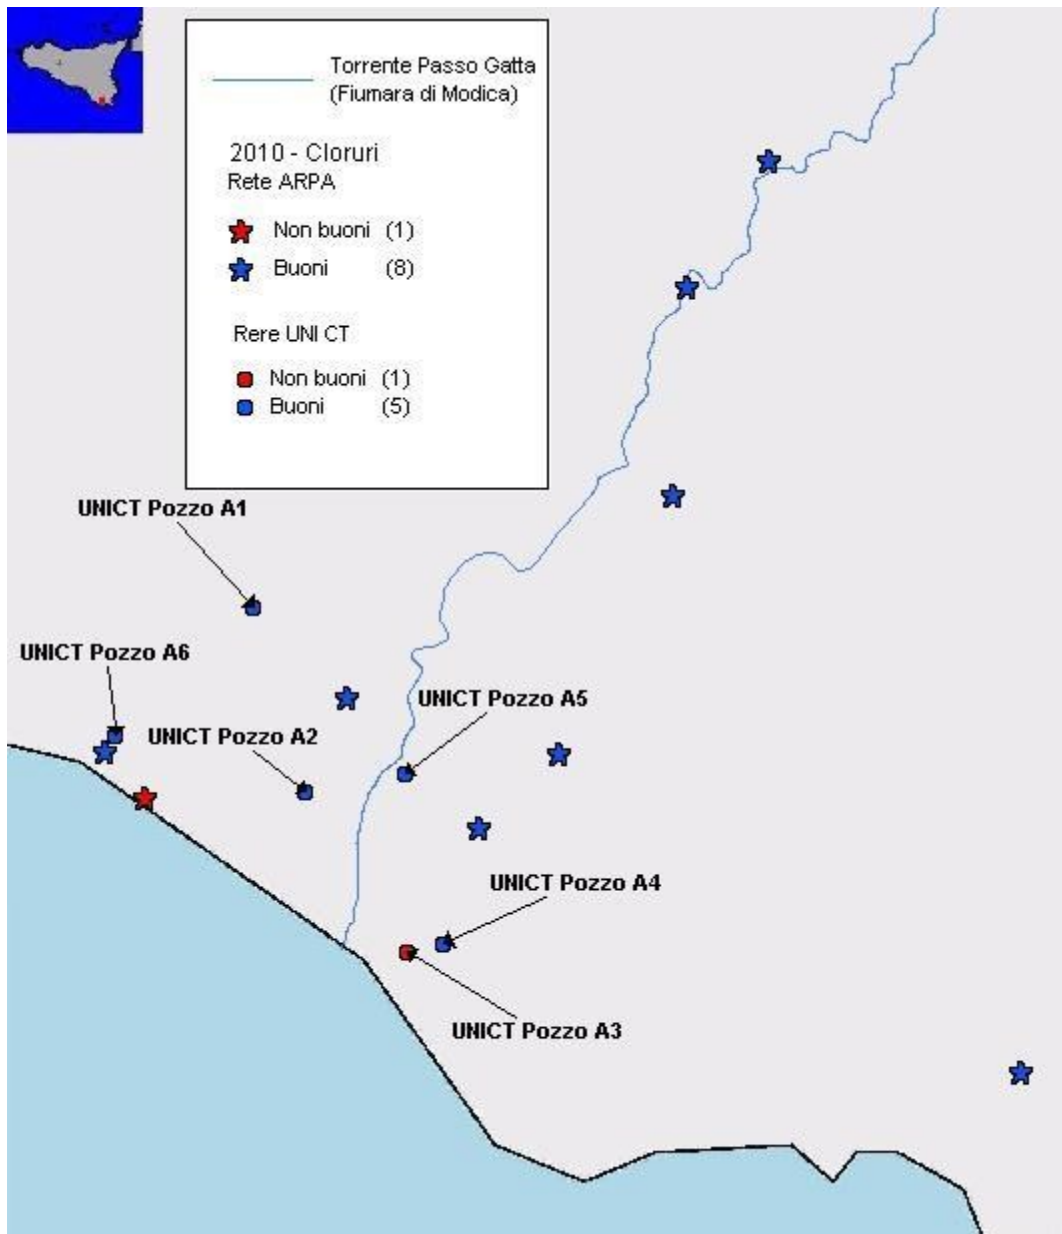 Torrente Passo Gatta
(Fiumara di Modica)
2010 - Cloruri
Rete ARPA
Non buoni (1)
Buoni (8)
Rere UNI CT
Non buoni (1)
Buoni (5)
UNICT Pozzo A1
UNICT Pozzo A6
UNICT Pozzo A5
UNICT Pozzo A2
UNICT Pozzo A4
UNICT Pozzo A3